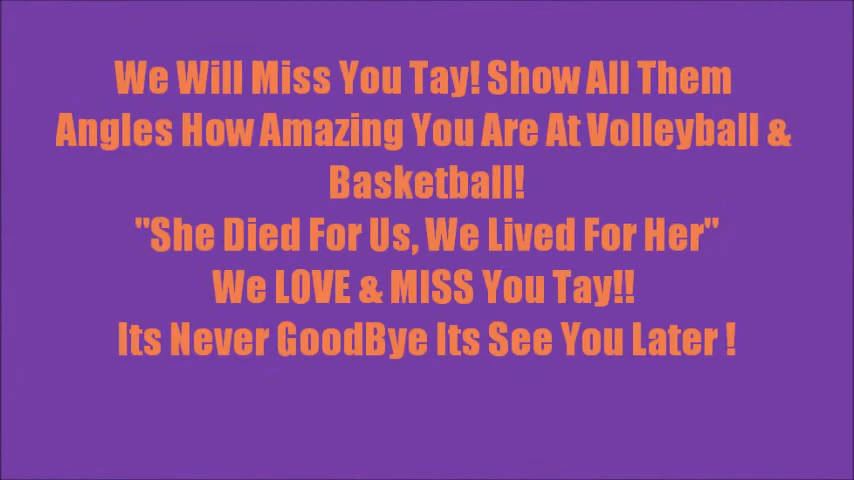 We Will Miss You Tay! Show All Them
Angles How Amazing You Are At Volleyball &
Basketball!
"She Died For Us, We Lived For Her"
We LOVE & MISS You Tay!!
Its Never GoodBye Its See You Later !